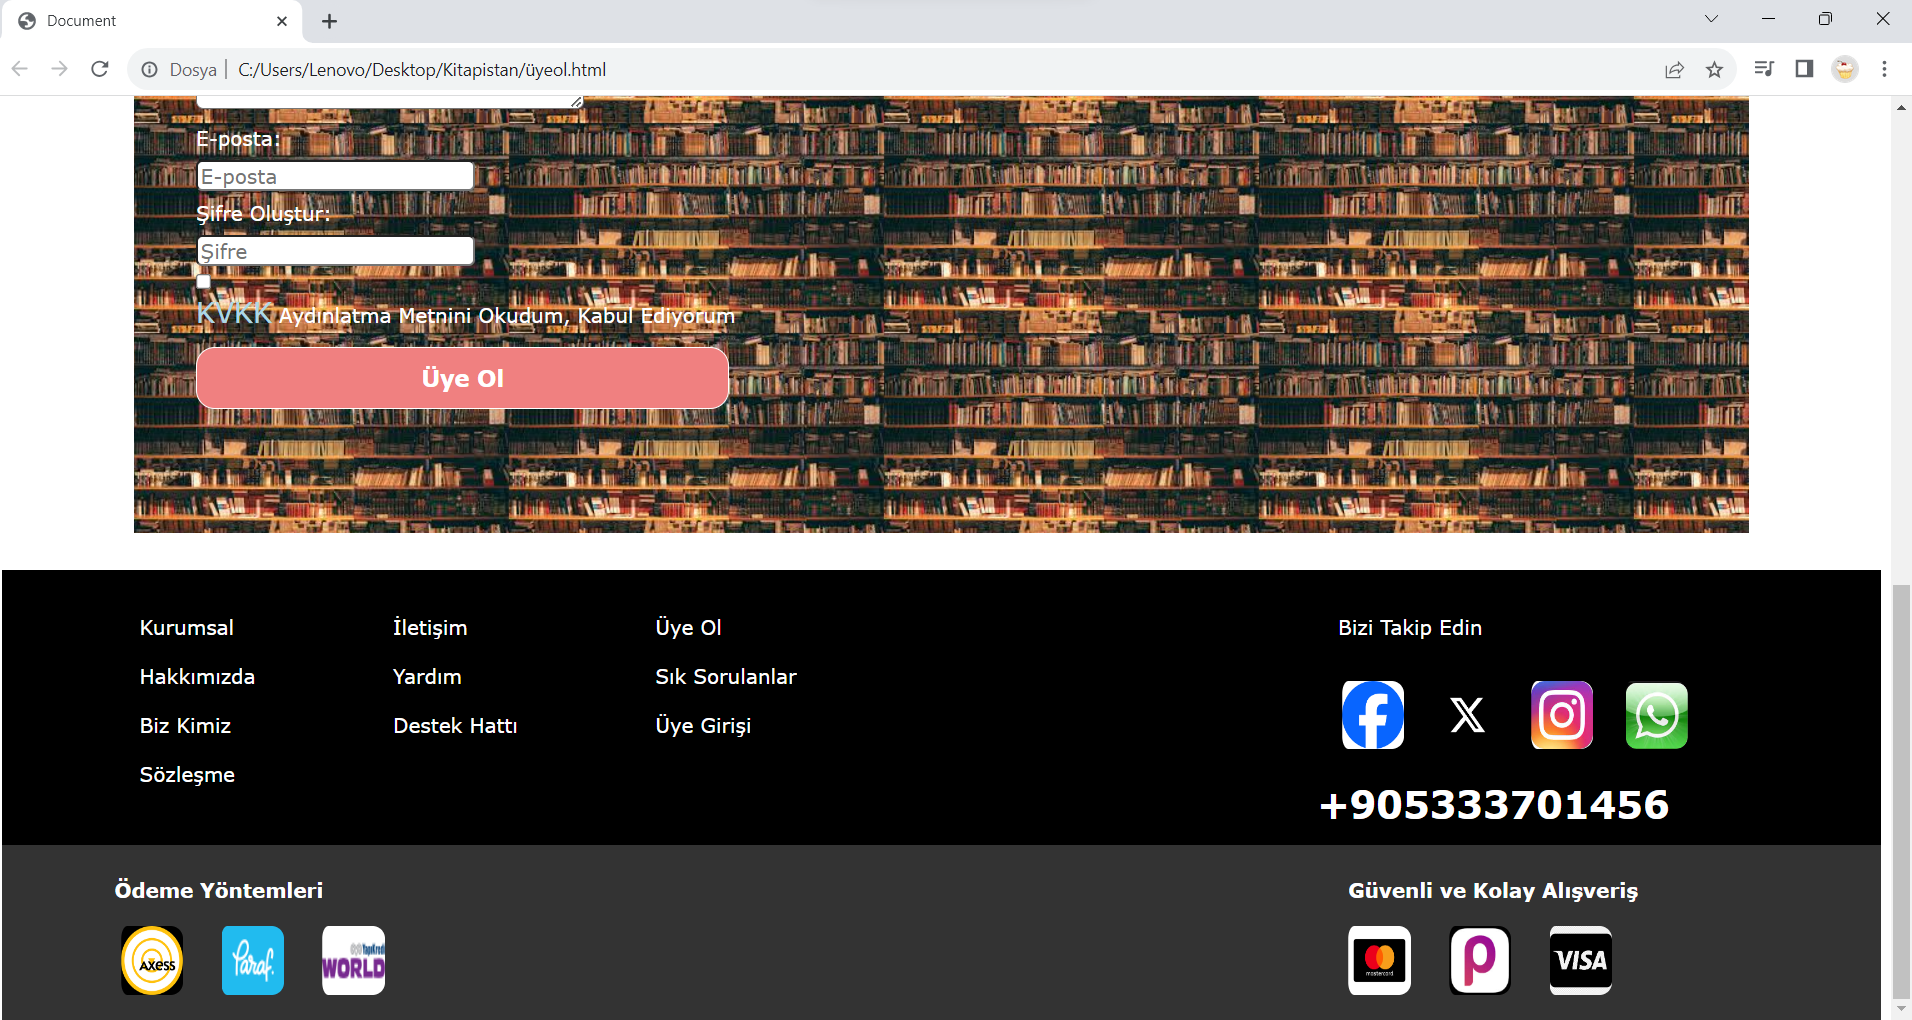 Document
Dosya | C:/Users/Lenovo/Desktop/Kitapistan/üyeol.html
E-posta:
E-posta
Şifre Oluştur:
Şifre
KVKK Aydınlatma Metnini Okudum, Kabul Ediyorum
Üye Ol
Kurumsal
Hakkımızda
Biz Kimiz
Sözleşme
İletişim
Yardım
Destek Hattı
Üye Ol
Sık Sorulanlar
Üye Girişi
Bizi Takip Edin
+905333701456
Ödeme Yöntemleri
AXESS
Paraf.
YapıKredi
WORLD
Güvenli ve Kolay Alışveriş
mastercard
p
VISA